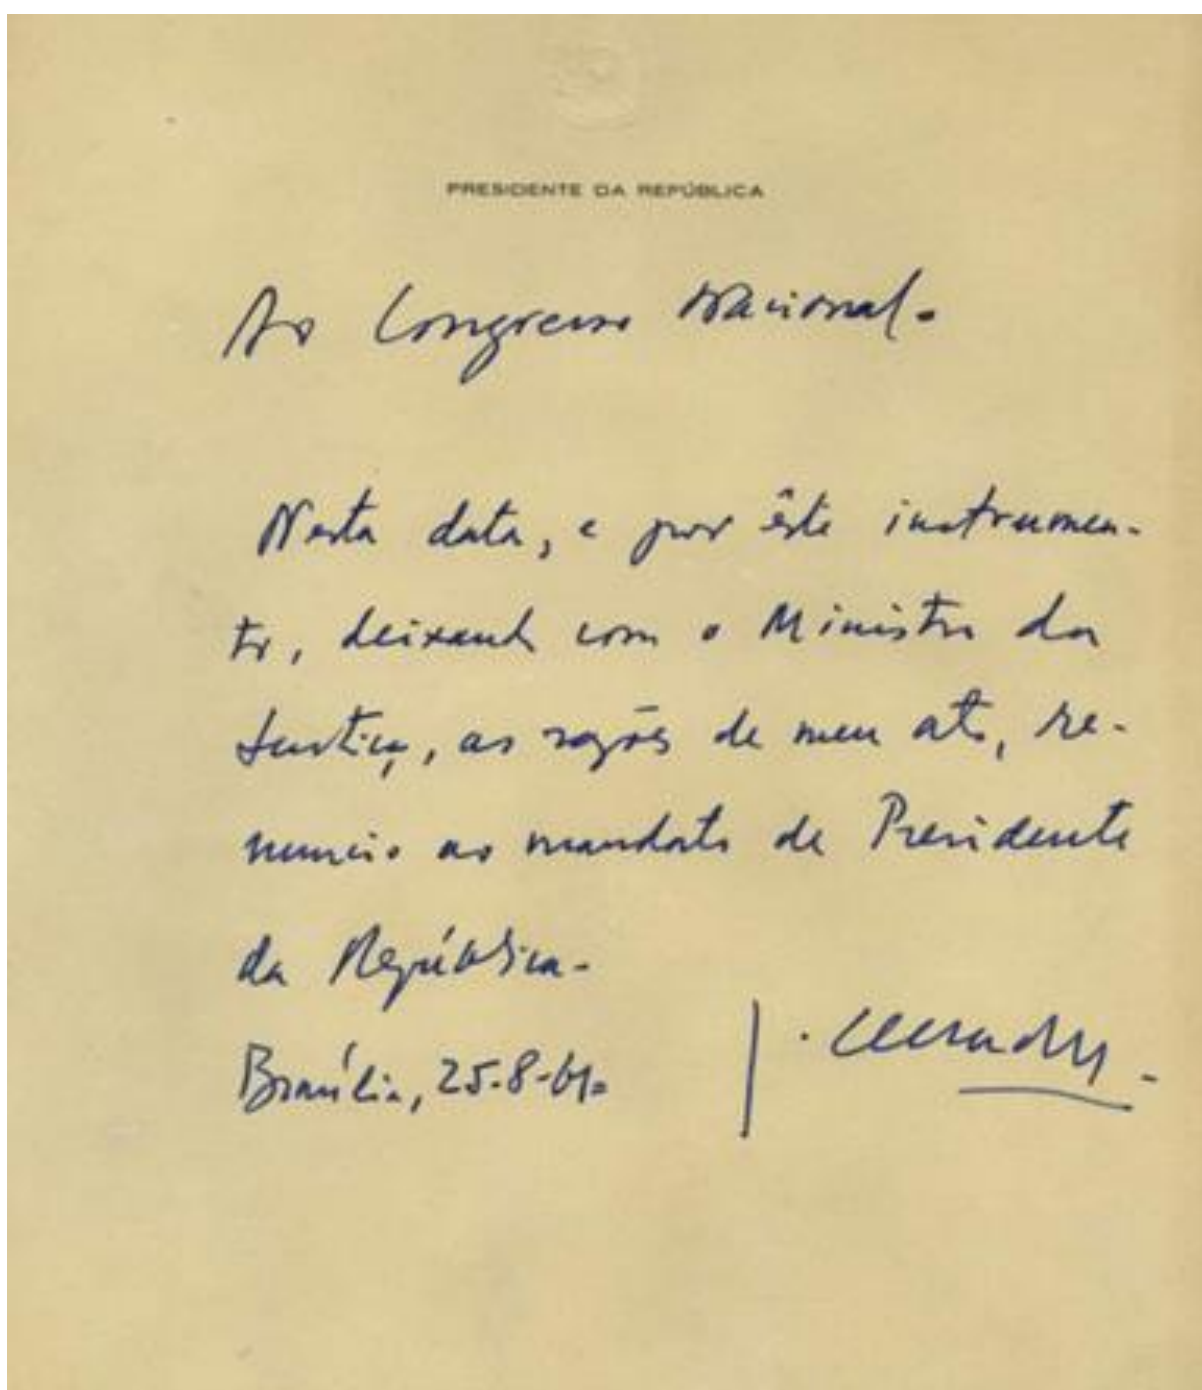 PRESIDENTE DA REPÚBLICA
Ao Congresso Nacional.
Nesta data, e por êste instrumen-
to, deixando com o Ministro da
Justiça, as razões de meu ato, re-
nuncio ao mandato de Presidente
da República.
Brasília, 25-8-61.
J. Quadros.